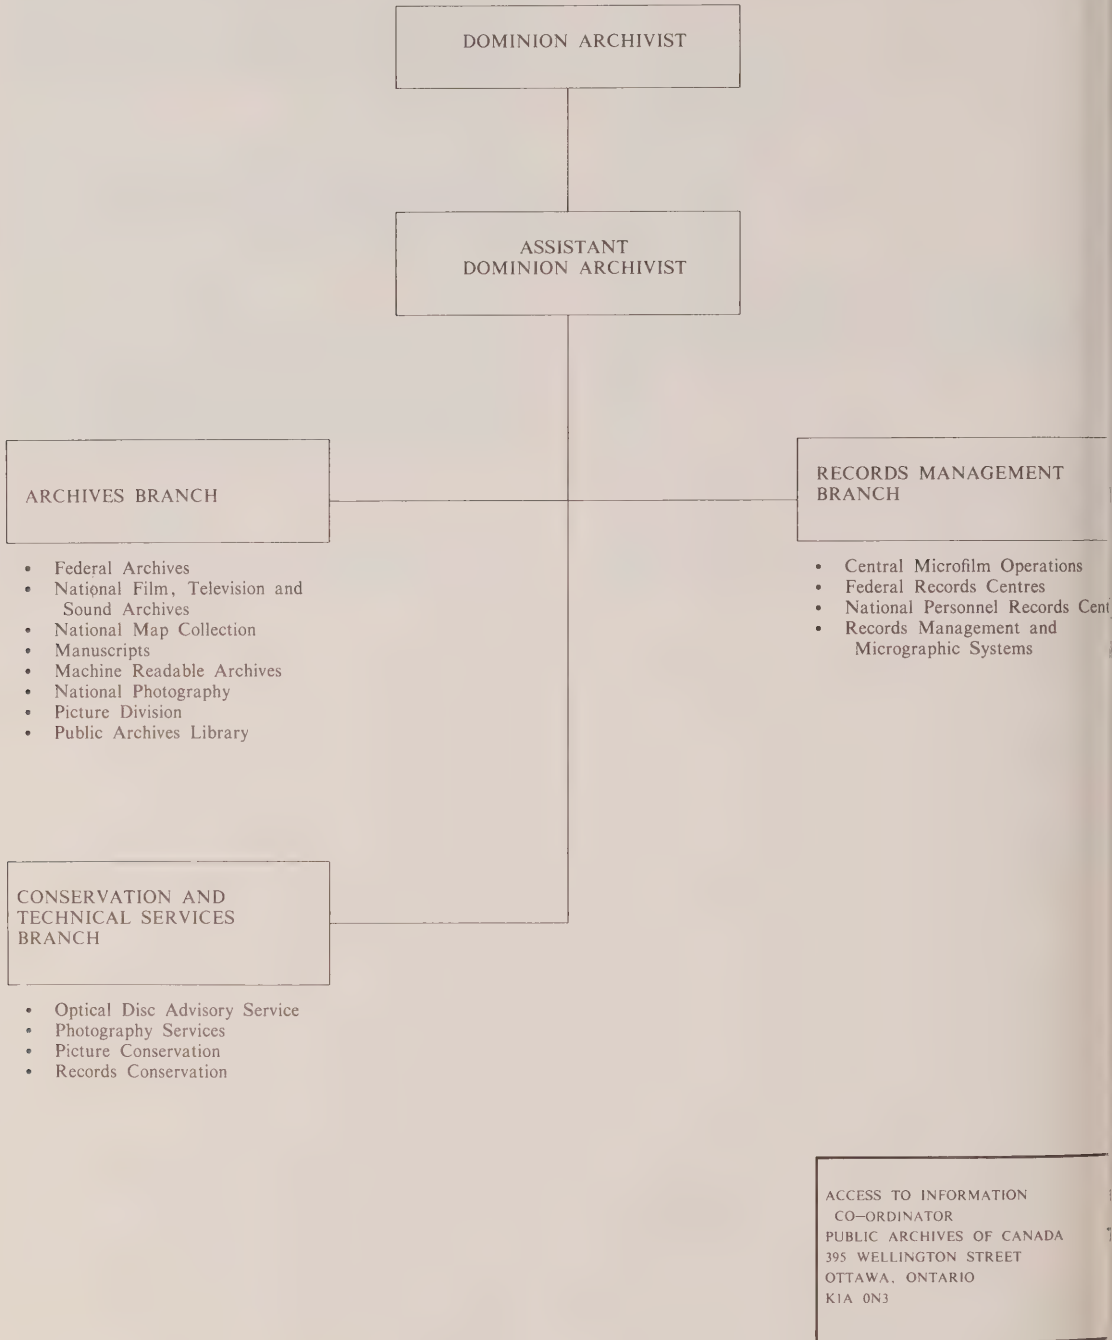 DOMINION ARCHIVIST
ASSISTANT
DOMINION ARCHIVIST
ARCHIVES BRANCH
• Federal Archives
• National Film, Television and
Sound Archives
• National Map Collection
• Manuscripts
• Machine Readable Archives
• National Photography
• Picture Division
• Public Archives Library
RECORDS MANAGEMENT
BRANCH
• Central Microfilm Operations
• Federal Records Centres
• National Personnel Records Cent
• Records Management and
Micrographic Systems
CONSERVATION AND
TECHNICAL SERVICES
BRANCH
• Optical Disc Advisory Service
• Photography Services
• Picture Conservation
• Records Conservation
ACCESS TO INFORMATION
CO-ORDINATOR
PUBLIC ARCHIVES OF CANADA
395 WELLINGTON STREET
OTTAWA, ONTARIO
K1A 0N3